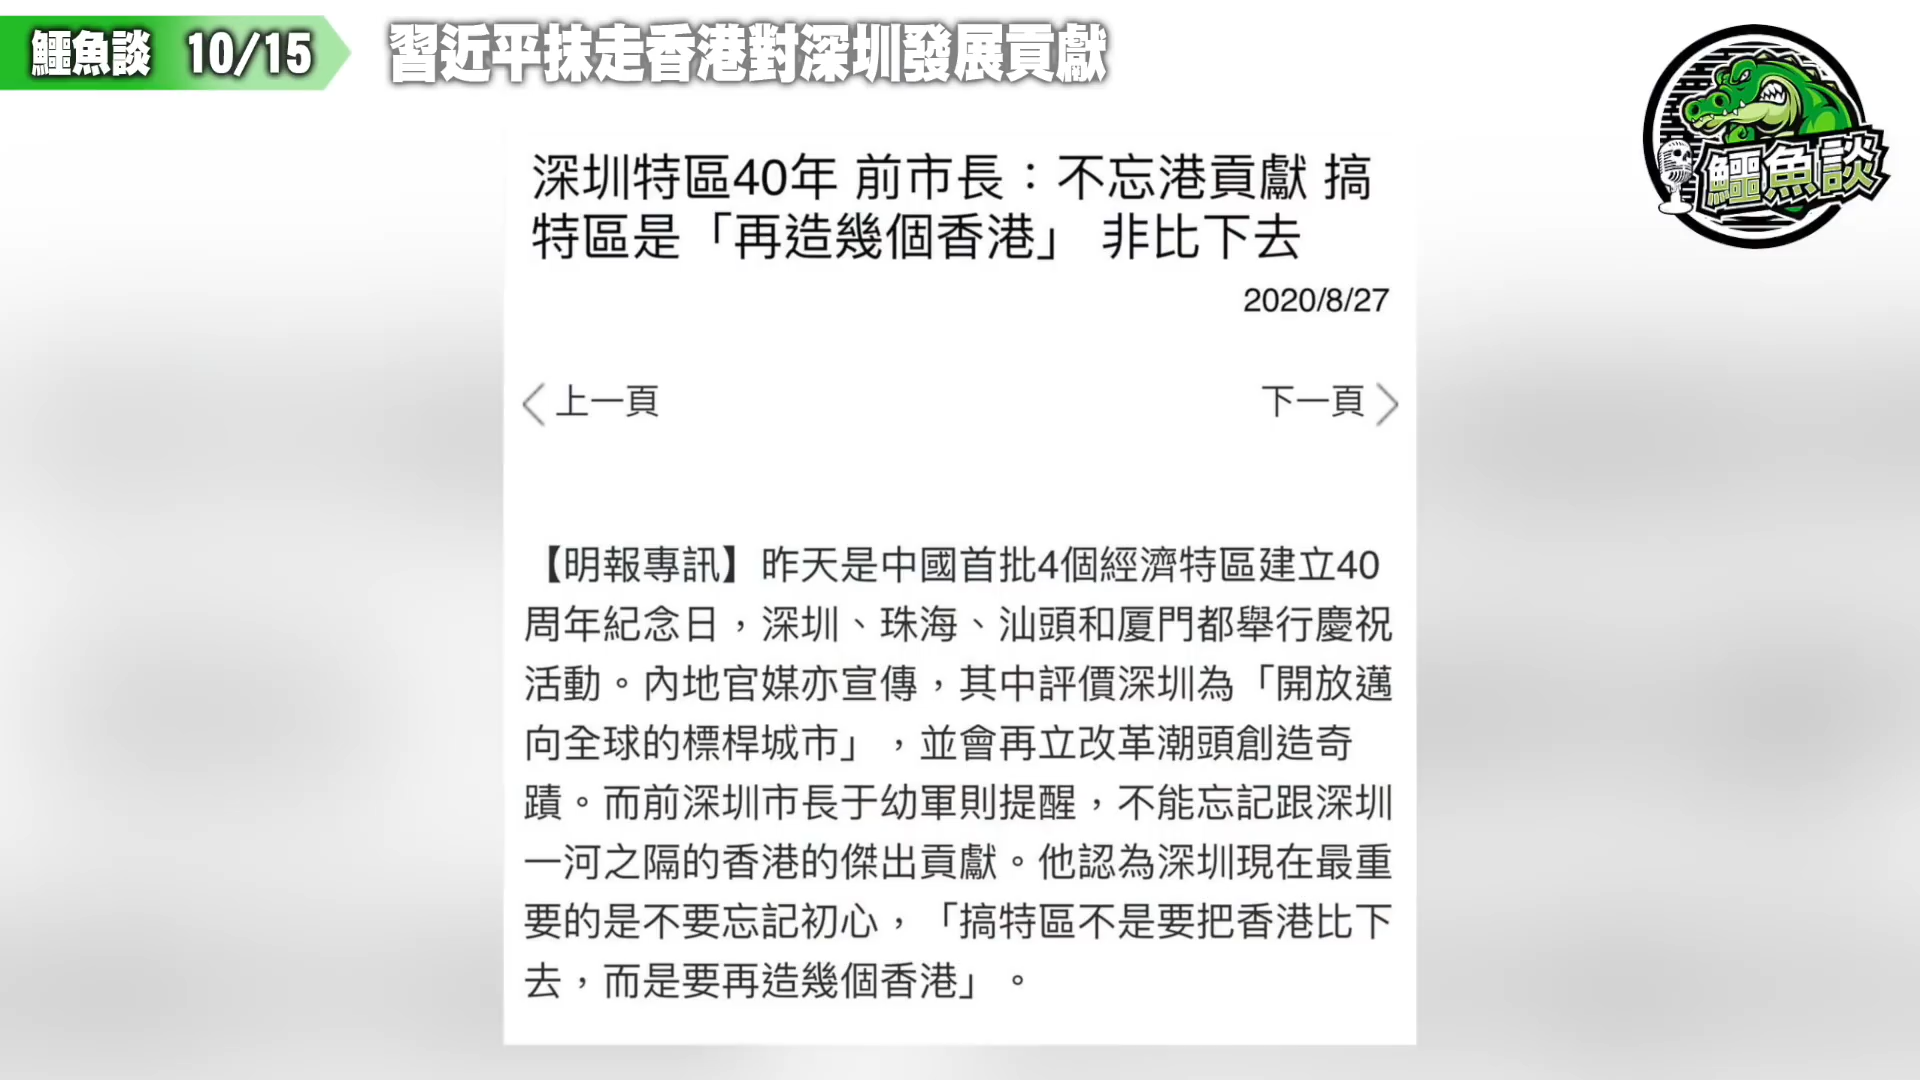 鱷魚談 10/15 習近平抹走香港對深圳發展貢獻
鱷魚談
深圳特區40年 前市長：不忘港貢獻 搞
特區是「再造幾個香港」 非比下去
2020/8/27
上一頁 下一頁
【明報專訊】昨天是中國首批4個經濟特區建立40
周年紀念日，深圳、珠海、汕頭和厦門都舉行慶祝
活動。內地官媒亦宣傳，其中評價深圳為「開放邁
向全球的標桿城市」，並會再立改革潮頭創造奇
蹟。而前深圳市長于幼軍則提醒，不能忘記跟深圳
一河之隔的香港的傑出貢獻。他認為深圳現在最重
要的是不要忘記初心，「搞特區不是要把香港比下
去，而是要再造幾個香港」。